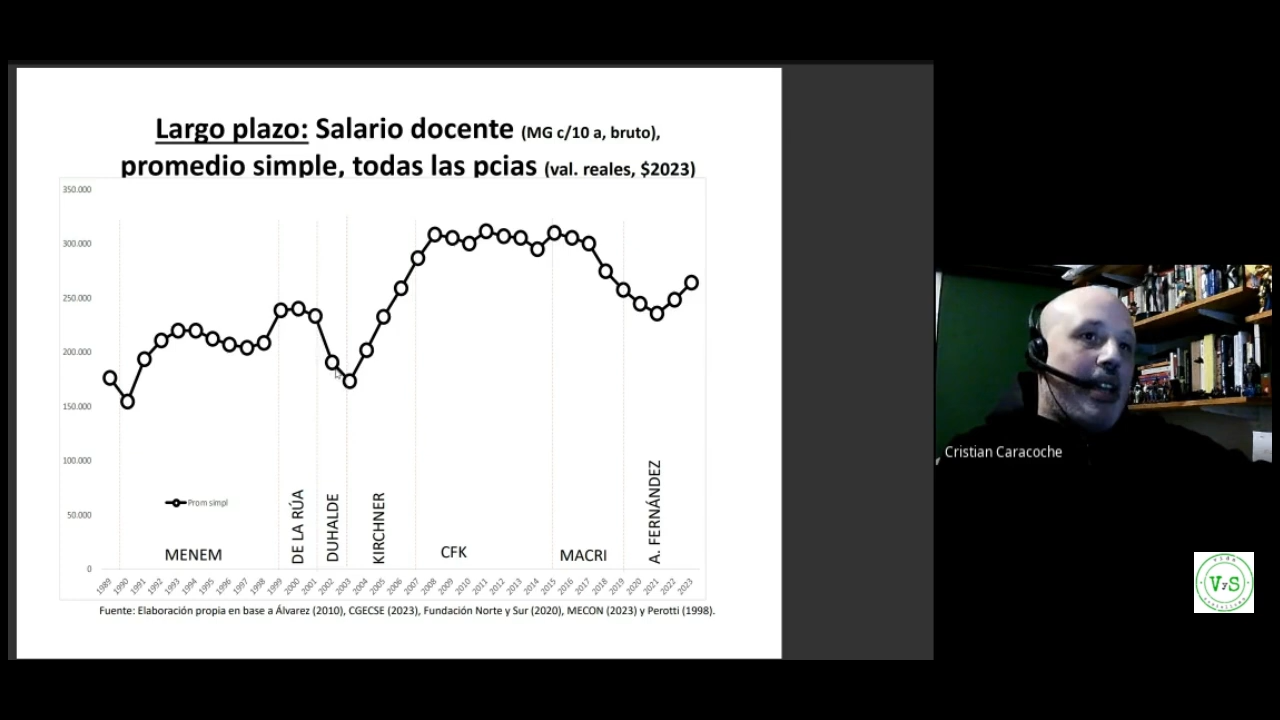 Largo plazo: Salario docente (MG c/10 a, bruto),
promedio simple, todas las pcias (val. reales, $2023)
350.000
300.000
250.000
200.000
150.000
100.000
50.000
0
Prom simpl
MENEM
DE LA RÚA
DUHALDE
KIRCHNER
CFK
MACRI
A. FERNÁNDEZ
1989 1990 1991 1992 1993 1994 1995 1996 1997 1998 1999 2000 2001 2002 2003 2004 2005 2006 2007 2008 2009 2010 2011 2012 2013 2014 2015 2016 2017 2018 2019 2020 2021 2022 2023
Fuente: Elaboración propia en base a Álvarez (2010), CGECSE (2023), Fundación Norte y Sur (2020), MECON (2023) y Perotti (1998).
Cristian Caracoche
vida
VyS